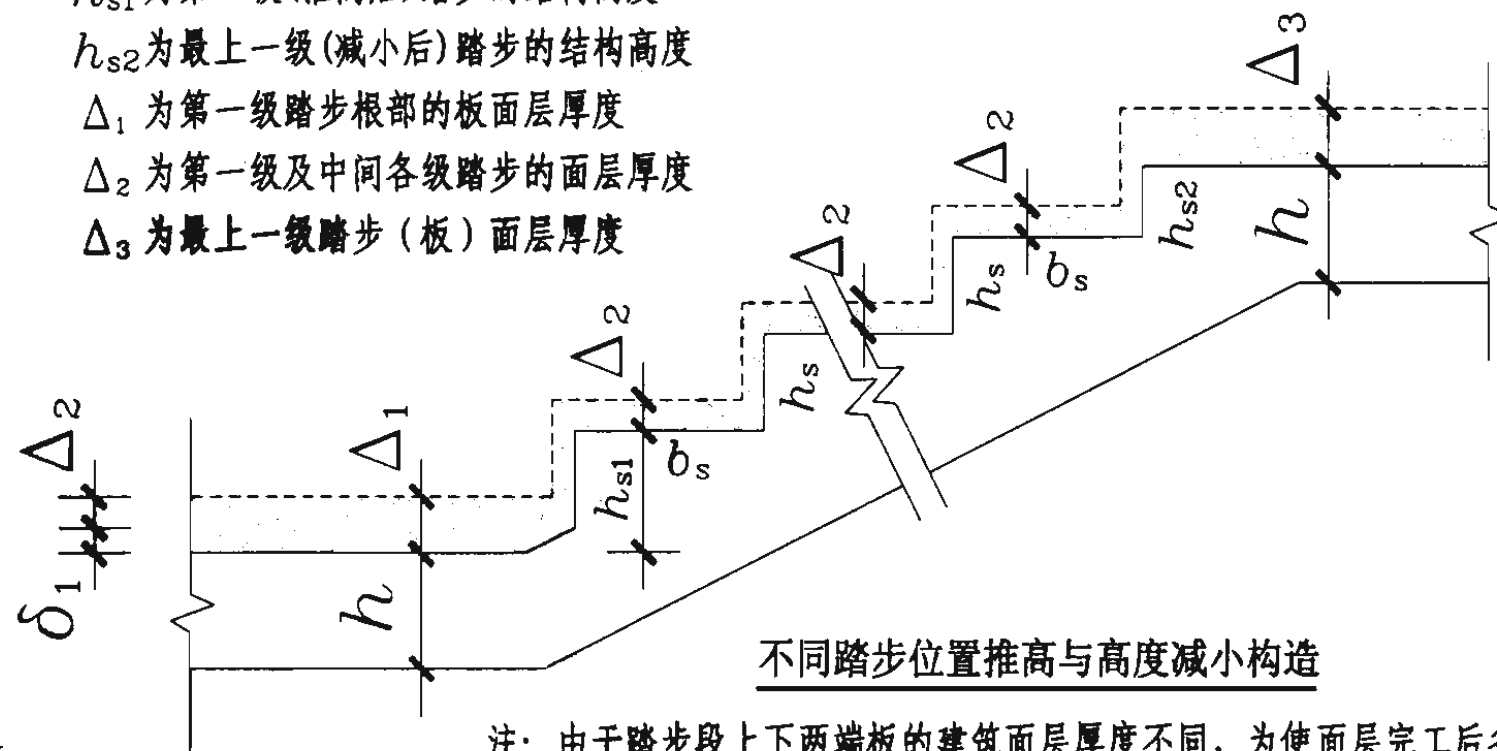 h_s2为最上一级(减小后)踏步的结构高度
Δ₁ 为第一级踏步根部的板面层厚度
Δ₂ 为第一级及中间各级踏步的面层厚度
Δ₃ 为最上一级踏步（板）面层厚度
Δ3
Δ2
h_s2
h
Δ2
h_s
b_s
Δ2
h_s
b_s
h_s1
Δ1
h
Δ2
δ1
不同踏步位置推高与高度减小构造
注: 由于踏步段上下两端板的建筑面层厚度不同, 为使面层完工后